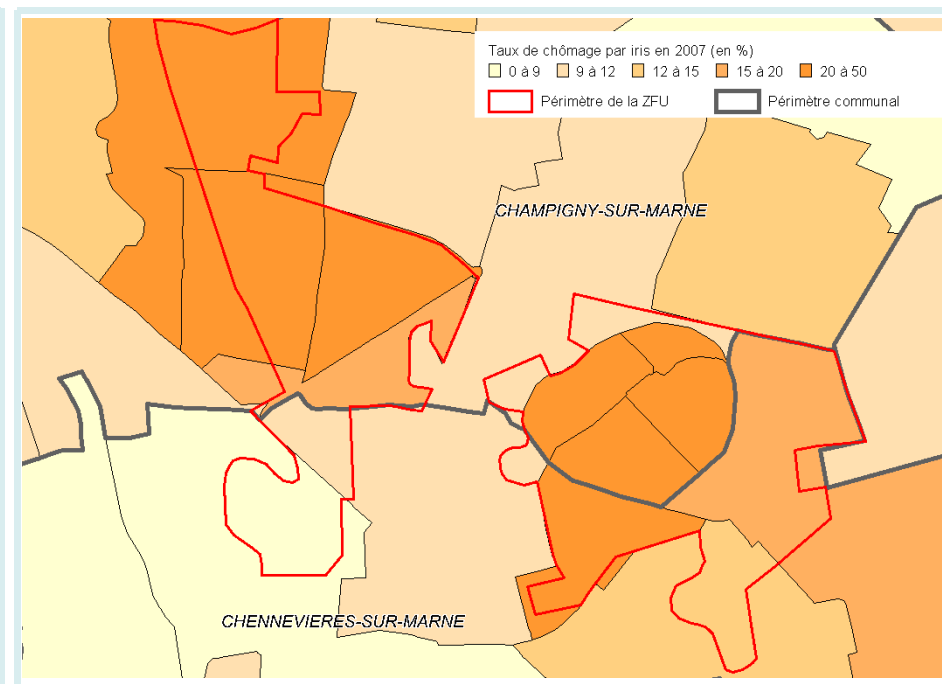 Taux de chômage par iris en 2007 (en %)
0 à 9 9 à 12 12 à 15 15 à 20 20 à 50
Périmètre de la ZFU Périmètre communal
CHAMPIGNY-SUR-MARNE
CHENNEVIERES-SUR-MARNE